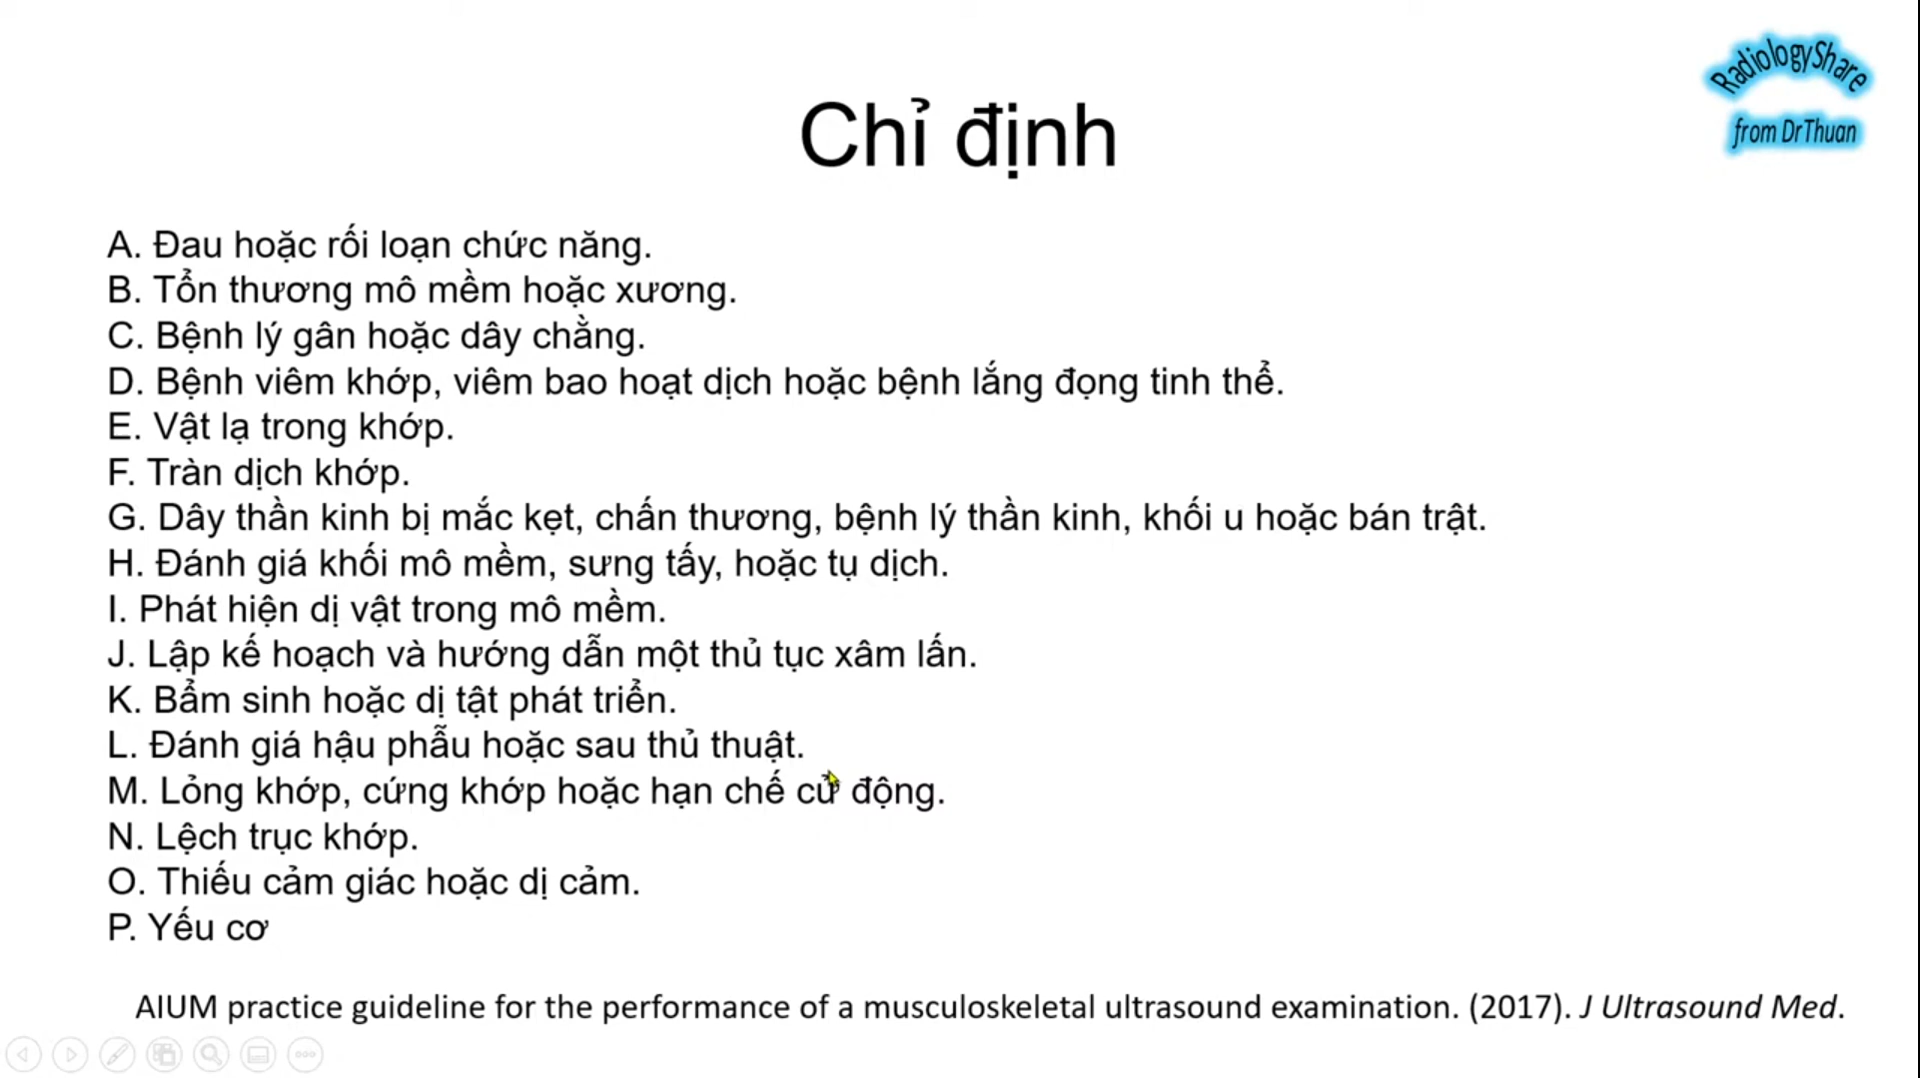 RadiologyShare
from DrThuan
Chỉ định
A. Đau hoặc rối loạn chức năng.
B. Tổn thương mô mềm hoặc xương.
C. Bệnh lý gân hoặc dây chằng.
D. Bệnh viêm khớp, viêm bao hoạt dịch hoặc bệnh lắng đọng tinh thể.
E. Vật lạ trong khớp.
F. Tràn dịch khớp.
G. Dây thần kinh bị mắc kẹt, chấn thương, bệnh lý thần kinh, khối u hoặc bán trật.
H. Đánh giá khối mô mềm, sưng tấy, hoặc tụ dịch.
I. Phát hiện dị vật trong mô mềm.
J. Lập kế hoạch và hướng dẫn một thủ tục xâm lấn.
K. Bẩm sinh hoặc dị tật phát triển.
L. Đánh giá hậu phẫu hoặc sau thủ thuật.
M. Lỏng khớp, cứng khớp hoặc hạn chế cử động.
N. Lệch trục khớp.
O. Thiếu cảm giác hoặc dị cảm.
P. Yếu cơ
AIUM practice guideline for the performance of a musculoskeletal ultrasound examination. (2017). J Ultrasound Med.